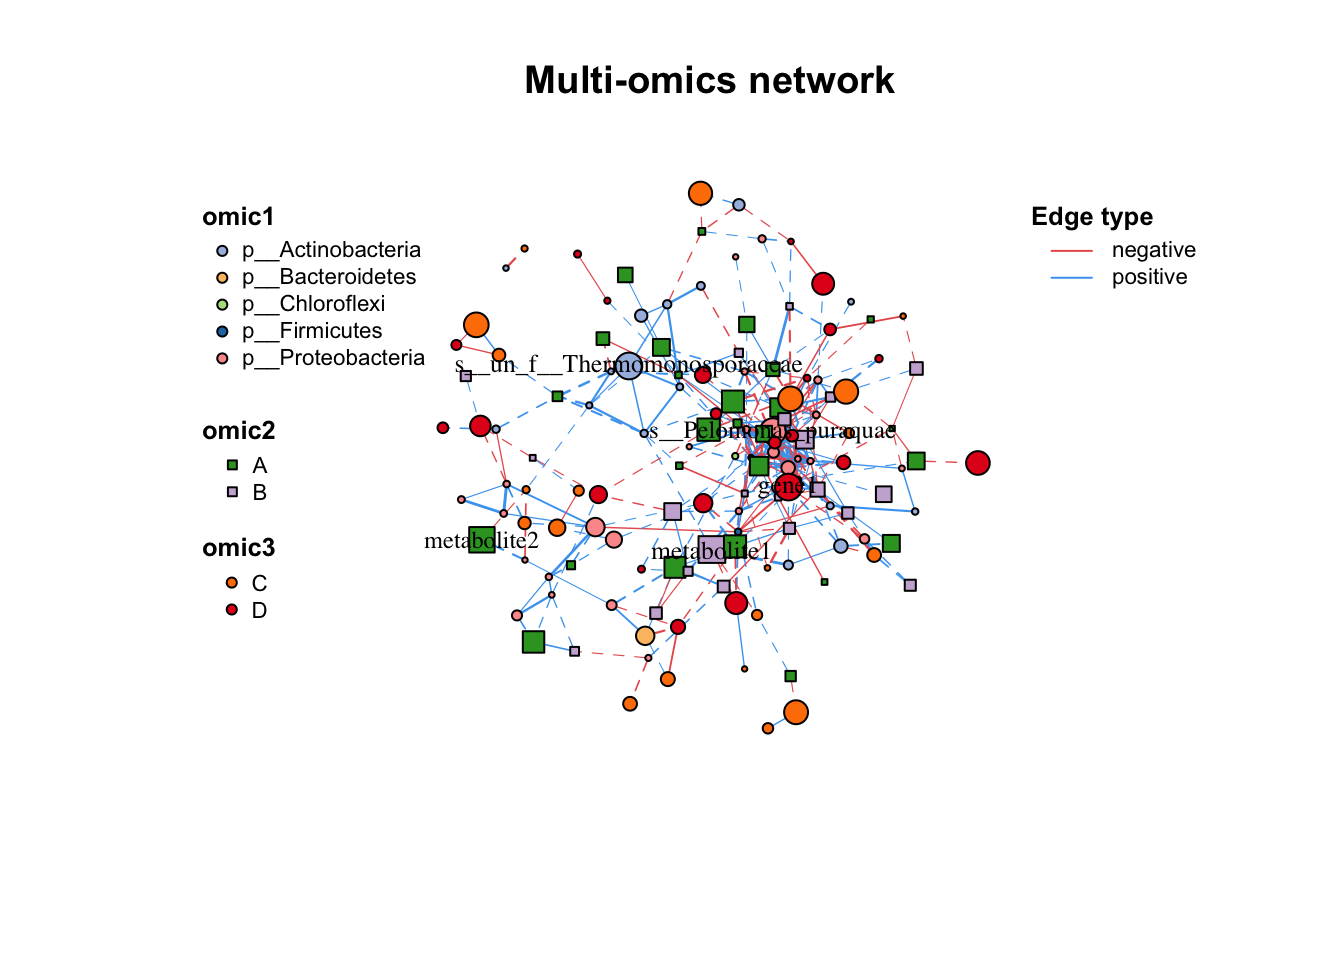 Multi-omics network
omic1
p__Actinobacteria
p__Bacteroidetes
p__Chloroflexi
p__Firmicutes
p__Proteobacteria
omic2
A
B
omic3
C
D
Edge type
negative
positive
s__un_f__Thermomonosporaceae
s__Pelomonas_puraquae
metabolite2
metabolite1